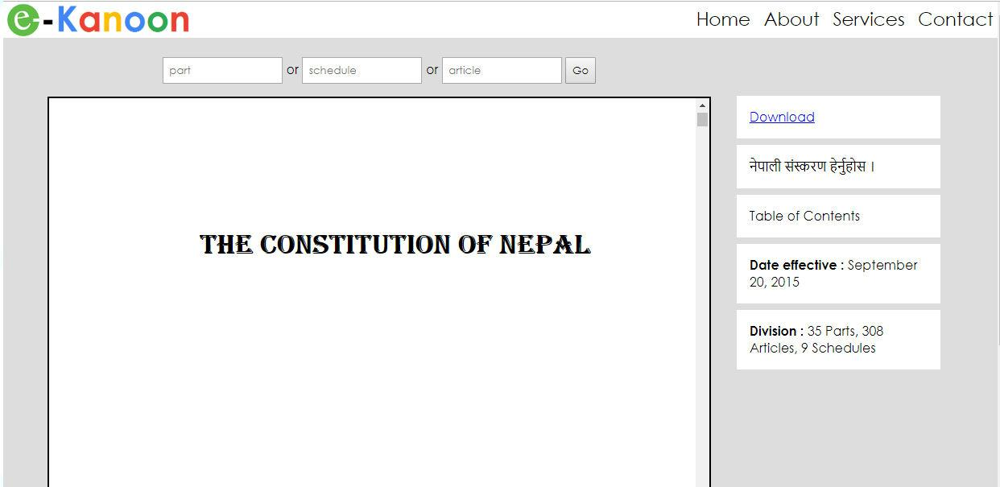 e-Kanoon
Home About Services Contact
part or schedule or article Go
THE CONSTITUTION OF NEPAL
Download
नेपाली संस्करण हेर्नुहोस ।
Table of Contents
Date effective : September
20, 2015
Division : 35 Parts, 308
Articles, 9 Schedules